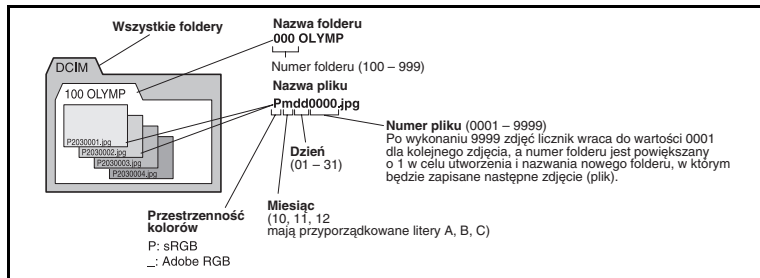 Wszystkie foldery
Nazwa folderu
000 OLYMP
Numer folderu (100 – 999)
DCIM
100 OLYMP
Nazwa pliku
Pmdd0000.jpg
P2030001.jpg
P2030002.jpg
P2030003.jpg
P2030004.jpg
Numer pliku (0001 – 9999)
Po wykonaniu 9999 zdjęć licznik wraca do wartości 0001
dla kolejnego zdjęcia, a numer folderu jest powiększany
o 1 w celu utworzenia i nazwania nowego folderu, w którym
będzie zapisane następne zdjęcie (plik).
Dzień
(01 – 31)
Miesiąc
(10, 11, 12
mają przyporządkowane litery A, B, C)
Przestrzenność
kolorów
P: sRGB
_: Adobe RGB